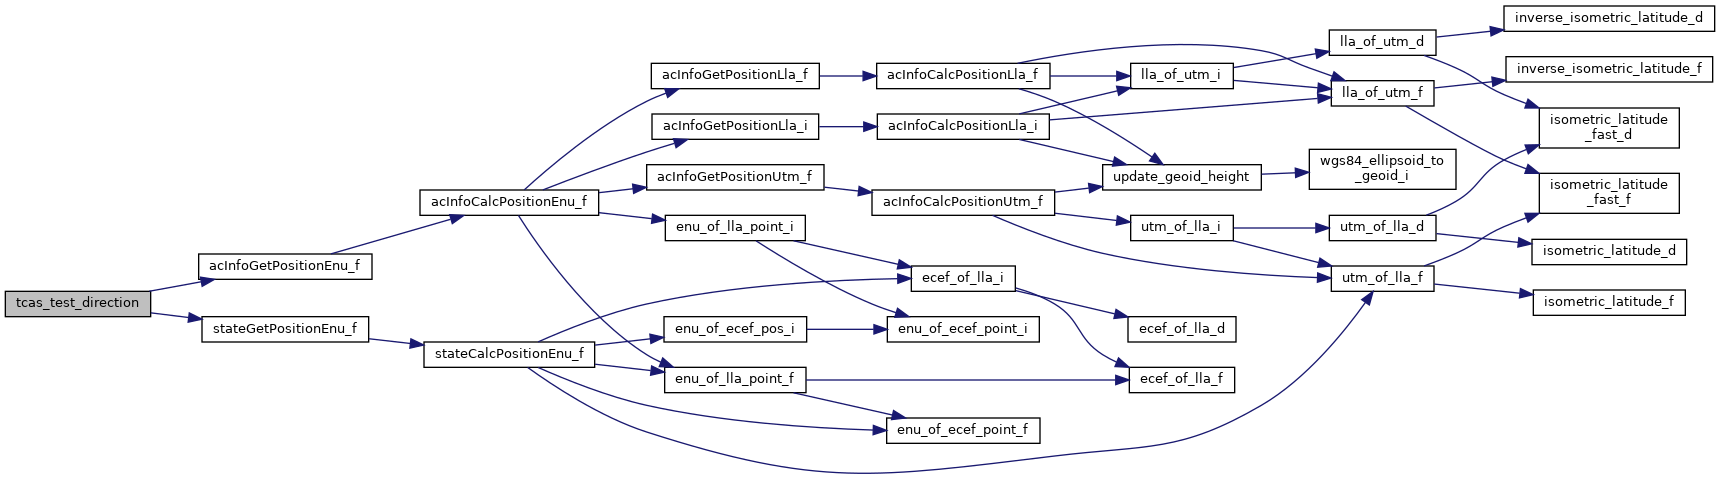 tcas_test_direction
acInfoGetPositionEnu_f
stateGetPositionEnu_f
acInfoCalcPositionEnu_f
stateCalcPositionEnu_f
acInfoGetPositionLla_f
acInfoGetPositionLla_i
acInfoGetPositionUtm_f
enu_of_lla_point_i
enu_of_ecef_pos_i
enu_of_lla_point_f
acInfoCalcPositionLla_f
acInfoCalcPositionLla_i
acInfoCalcPositionUtm_f
ecef_of_lla_i
enu_of_ecef_point_i
enu_of_ecef_point_f
lla_of_utm_i
update_geoid_height
utm_of_lla_i
ecef_of_lla_d
ecef_of_lla_f
lla_of_utm_d
lla_of_utm_f
wgs84_ellipsoid_to
_geoid_i
utm_of_lla_d
utm_of_lla_f
inverse_isometric_latitude_d
inverse_isometric_latitude_f
isometric_latitude
_fast_d
isometric_latitude
_fast_f
isometric_latitude_d
isometric_latitude_f